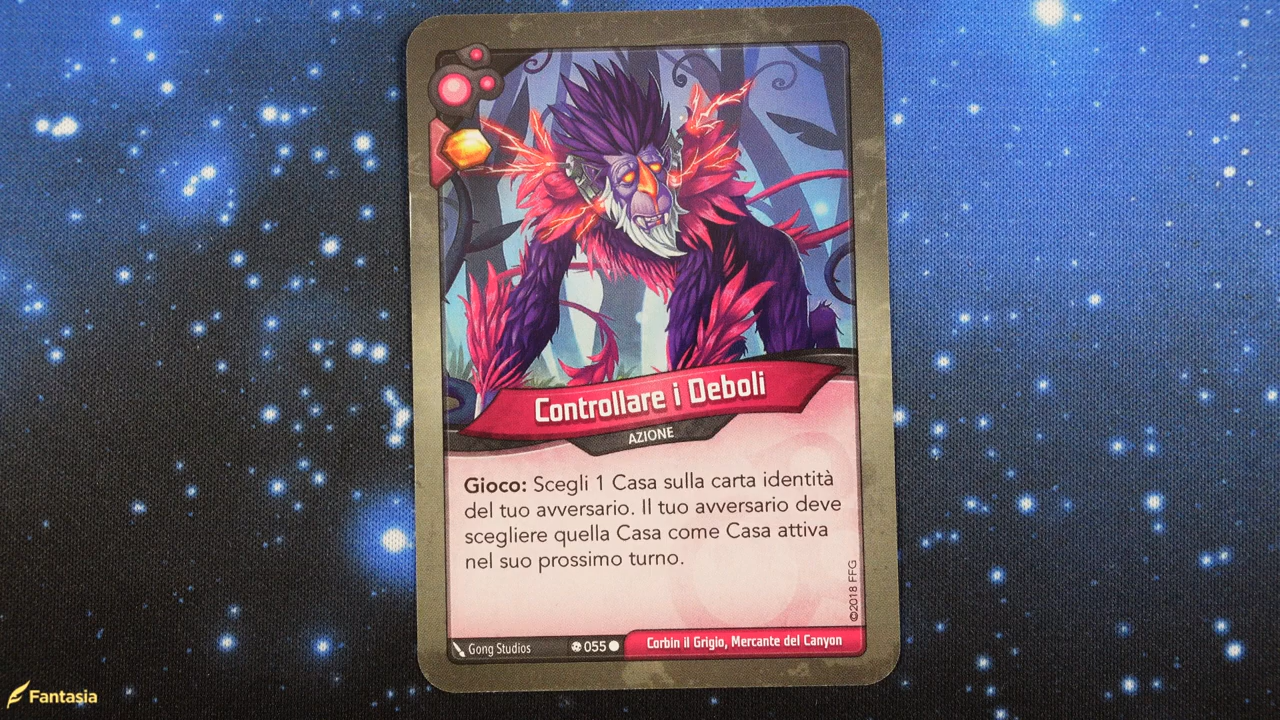 Controllare i Deboli
AZIONE
Gioco: Scegli 1 Casa sulla carta identità
del tuo avversario. Il tuo avversario deve
scegliere quella Casa come Casa attiva
nel suo prossimo turno.
©2018 FFG
Gong Studios
055
Corbin il Grigio, Mercante del Canyon
Fantasia